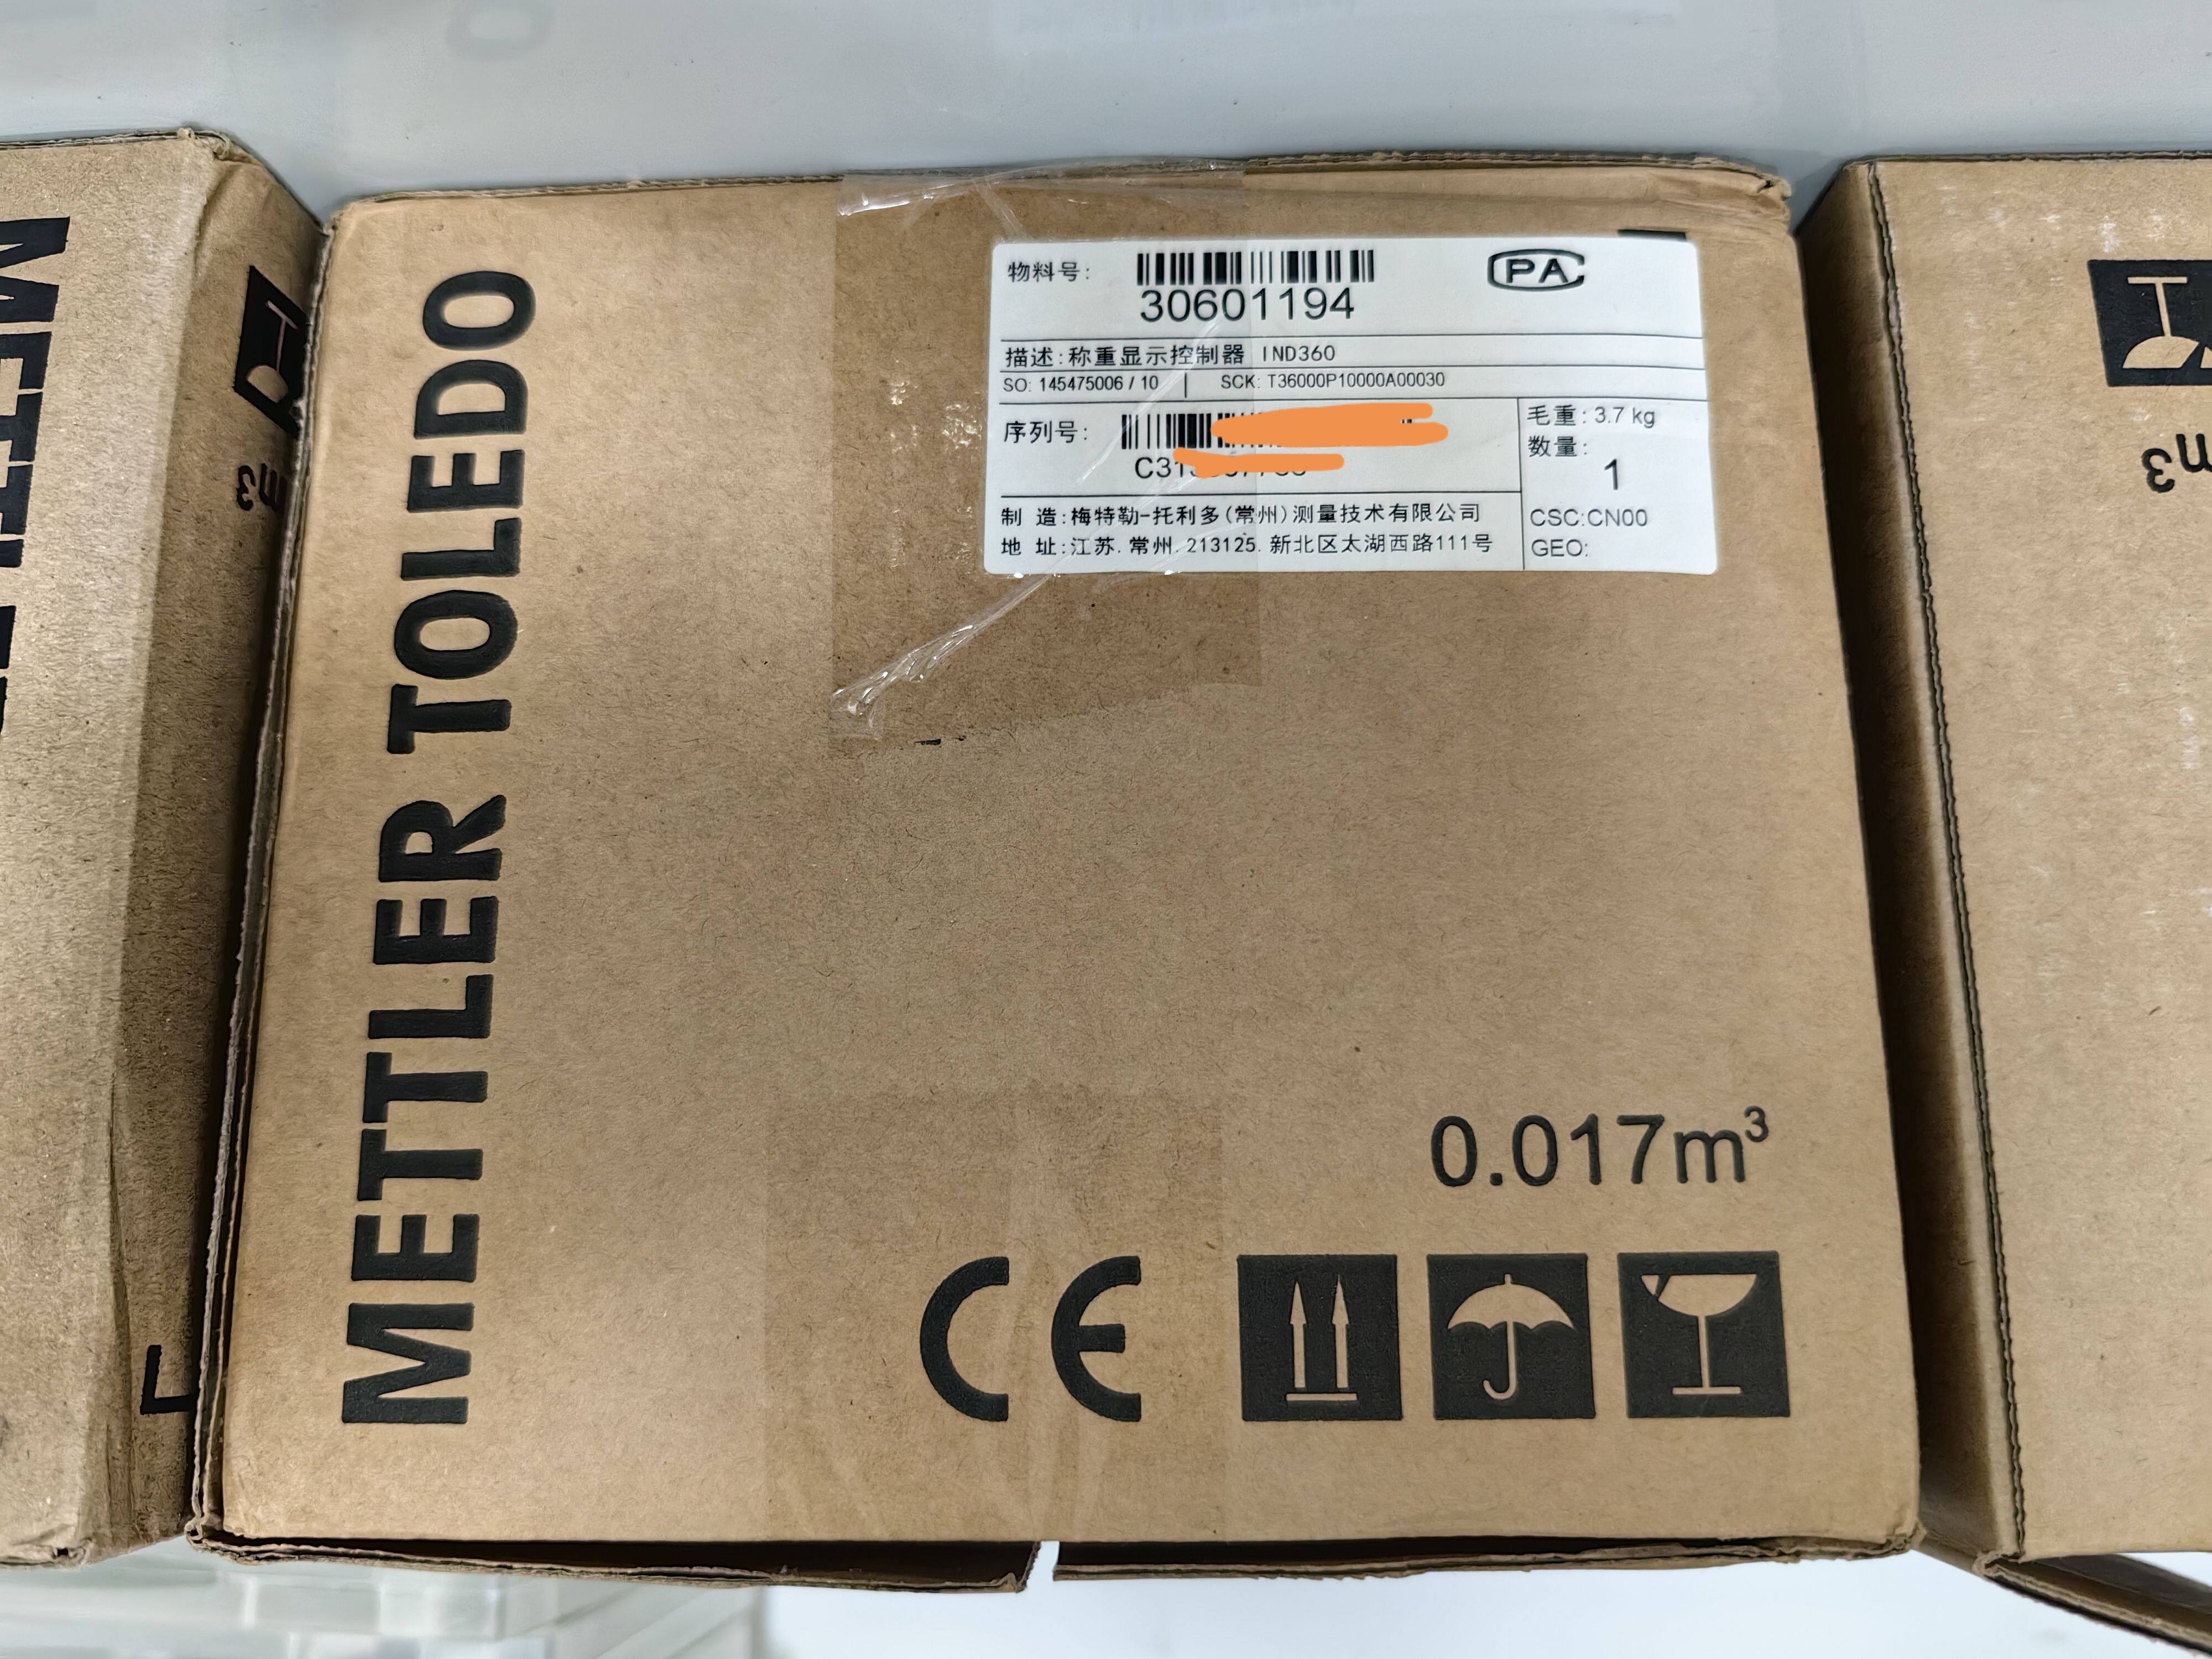 METTLER TOLEDO
物料号:
30601194
CPA
描述:称重显示控制器 IND360
SO: 145475006 / 10 | SCK: T36000P10000A00030
序列号:
毛重: 3.7 kg
数量:
1
制 造:梅特勒-托利多(常州)测量技术有限公司
地 址:江苏. 常州. 213125. 新北区太湖西路111号
CSC:CN00
GEO:
0.017m³
CE
m3
m3